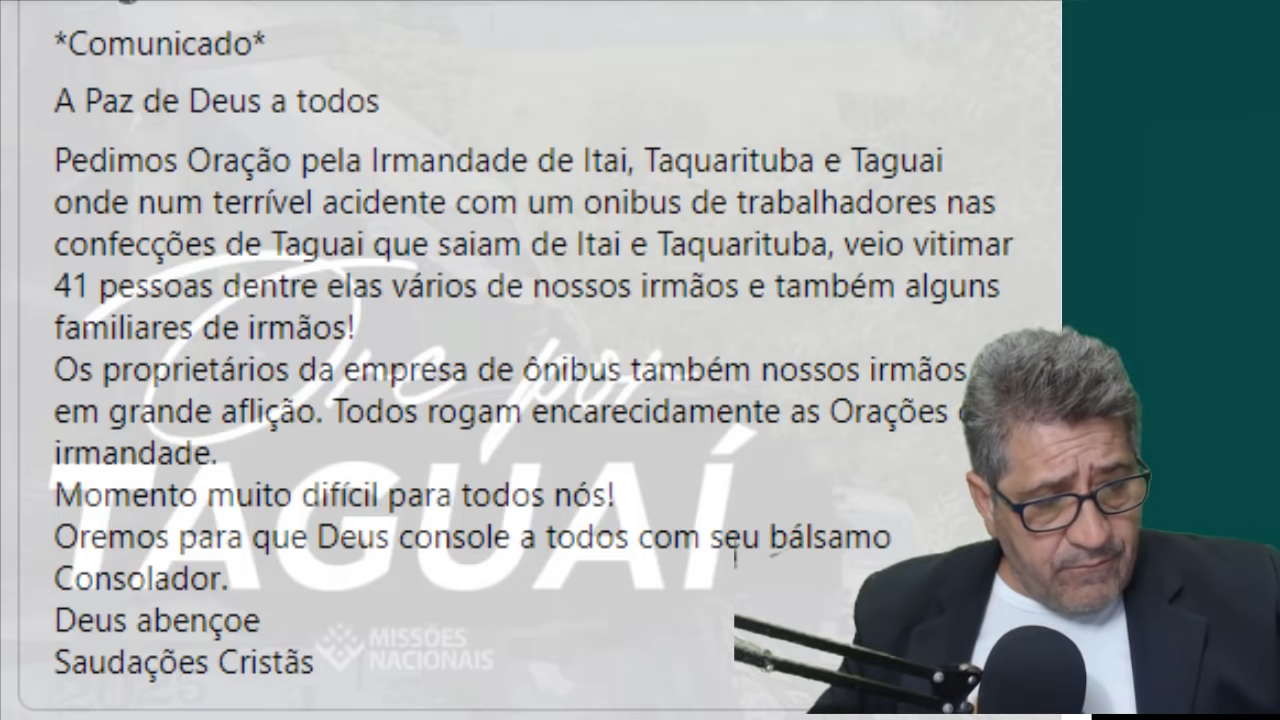 *Comunicado*
A Paz de Deus a todos
Pedimos Oração pela Irmandade de Itai, Taquarituba e Taguai
onde num terrível acidente com um onibus de trabalhadores nas
confecções de Taguai que saiam de Itai e Taquarituba, veio vitimar
41 pessoas dentre elas vários de nossos irmãos e também alguns
familiares de irmãos!
Os proprietários da empresa de ônibus também nossos irmãos
em grande aflição. Todos rogam encarecidamente as Orações
irmandade.
Momento muito difícil para todos nós!
Oremos para que Deus console a todos com seu bálsamo
Consolador.
Deus abençoe
Saudações Cristãs
Ore por
TAGUAÍ
MISSÕES
NACIONAIS